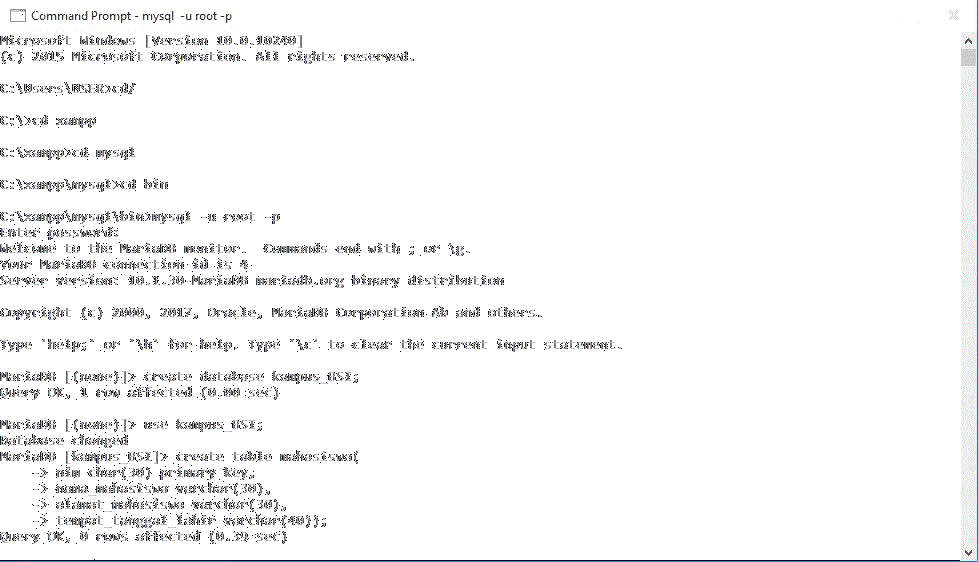 Command Prompt - mysql -u root -p
Microsoft Windows [Version 10.0.10240]
(c) 2015 Microsoft Corporation. All rights reserved.
C:\Users\USER>cd/
C:\>cd xampp
C:\xampp>cd mysql
C:\xampp\mysql>cd bin
C:\xampp\mysql\bin>mysql -u root -p
Enter password:
Welcome to the MariaDB monitor.  Commands end with ; or \g.
Your MariaDB connection id is 4
Server version: 10.1.30-MariaDB mariadb.org binary distribution
Copyright (c) 2000, 2017, Oracle, MariaDB Corporation Ab and others.
Type 'help;' or '\h' for help. Type '\c' to clear the current input statement.
MariaDB [(none)]> create database kampus_USI;
Query OK, 1 row affected (0.00 sec)
MariaDB [(none)]> use kampus_USI;
Database changed
MariaDB [kampus_USI]> create table mahasiswa(
-> nim char(30) primary key,
-> nama_mahasiswa varchar(30),
-> alamat_mahasiswa varchar(30),
-> tempat_tanggal_lahir varchar(40));
Query OK, 0 rows affected (0.39 sec)